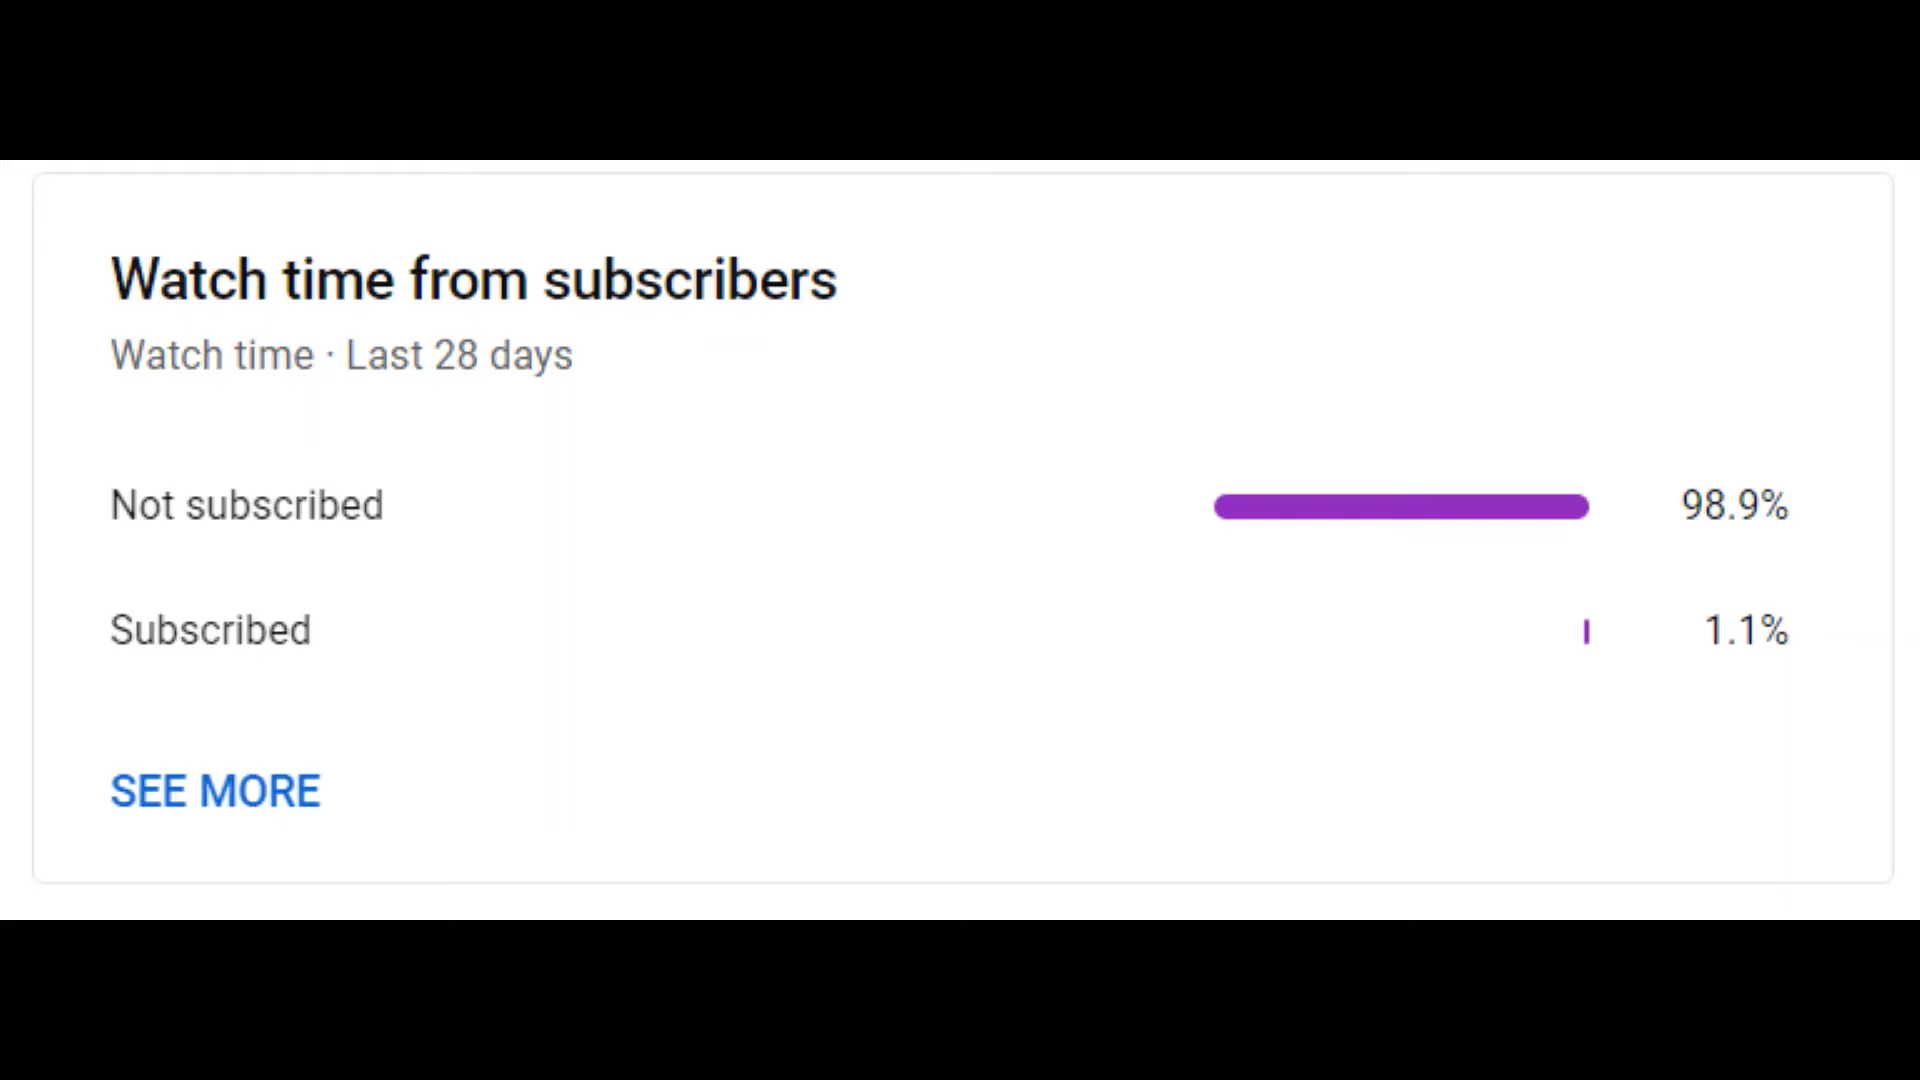 Watch time from subscribers
Watch time · Last 28 days
Not subscribed 98.9%
Subscribed 1.1%
SEE MORE